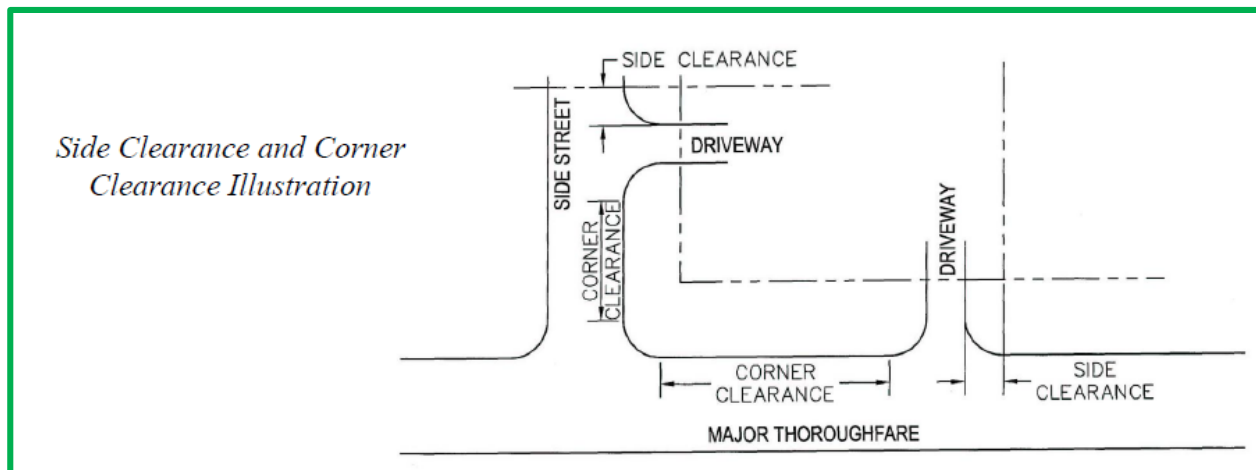 SIDE CLEARANCE
SIDE STREET
DRIVEWAY
Side Clearance and Corner
Clearance Illustration
CORNER
CLEARANCE
DRIVEWAY
CORNER
CLEARANCE
SIDE
CLEARANCE
MAJOR THOROUGHFARE